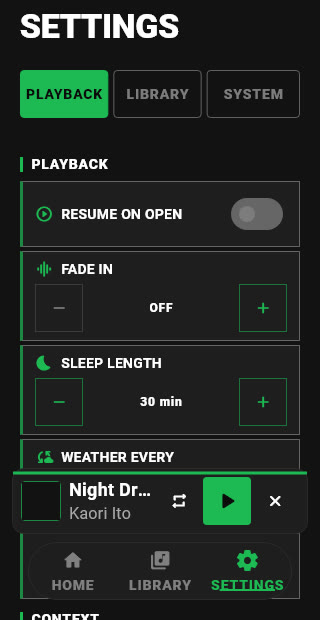 SETTINGS
PLAYBACK LIBRARY SYSTEM
PLAYBACK
RESUME ON OPEN
FADE IN
− OFF +
SLEEP LENGTH
− 30 min +
WEATHER EVERY
Night Dr...
Kaori Ito
HOME LIBRARY SETTINGS
CONTEXT